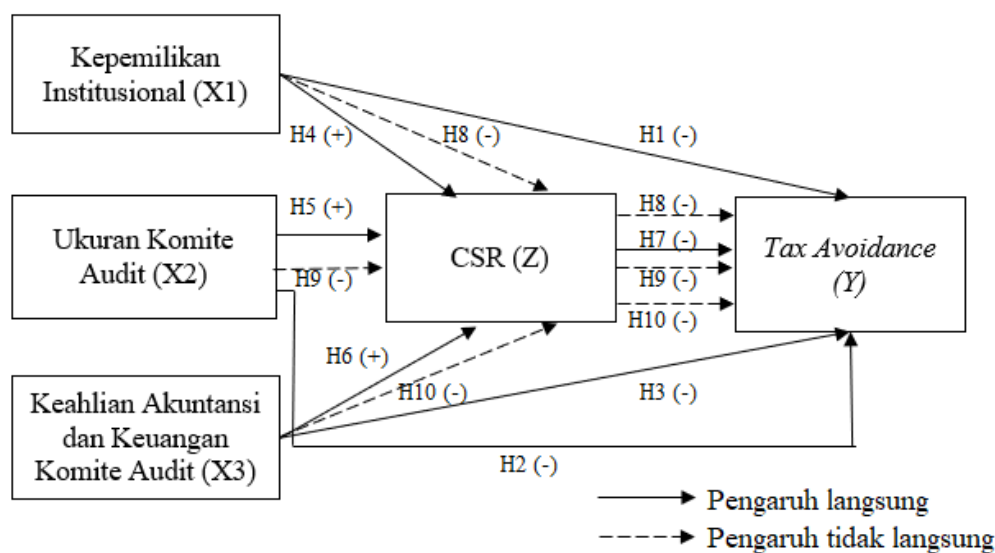 Kepemilikan
Institusional (X1)
H4 (+)
H8 (-)
H1 (-)
Ukuran Komite
Audit (X2)
H5 (+)
H9 (-)
CSR (Z)
H8 (-)
H7 (-)
H9 (-)
H10 (-)
Tax Avoidance
(Y)
Keahlian Akuntansi
dan Keuangan
Komite Audit (X3)
H6 (+)
H10 (-)
H3 (-)
H2 (-)
Pengaruh langsung
Pengaruh tidak langsung